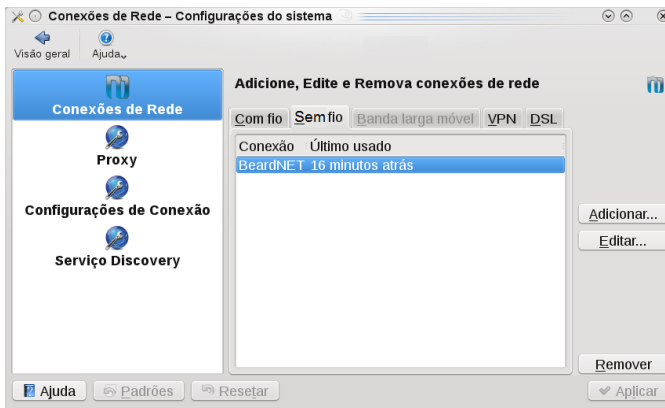 Conexões de Rede – Configurações do sistema
Visão geral Ajuda
Conexões de Rede
Proxy
Configurações de Conexão
Serviço Discovery
Adicione, Edite e Remova conexões de rede
Com fio Sem fio Banda larga móvel VPN DSL
Conexão Último usado
BeardNET 16 minutos atrás
Adicionar...
Editar...
Remover
Ajuda Padrões Resetar Aplicar